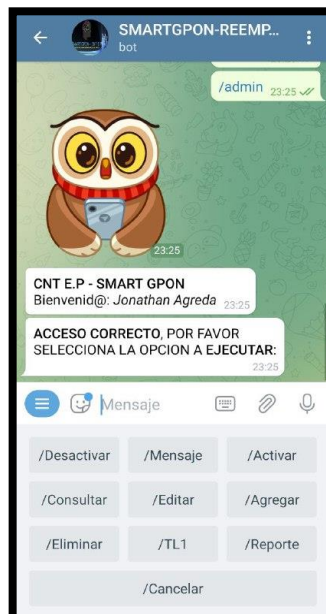 SMARTGPON-REEMP...
bot
/admin 23:25
23:25
CNT E.P - SMART GPON
Bienvenid@: Jonathan Agreda 23:25
ACCESO CORRECTO, POR FAVOR
SELECCIONA LA OPCION A EJECUTAR:
23:25
Mensaje
/Desactivar /Mensaje /Activar
/Consultar /Editar /Agregar
/Eliminar /TL1 /Reporte
/Cancelar